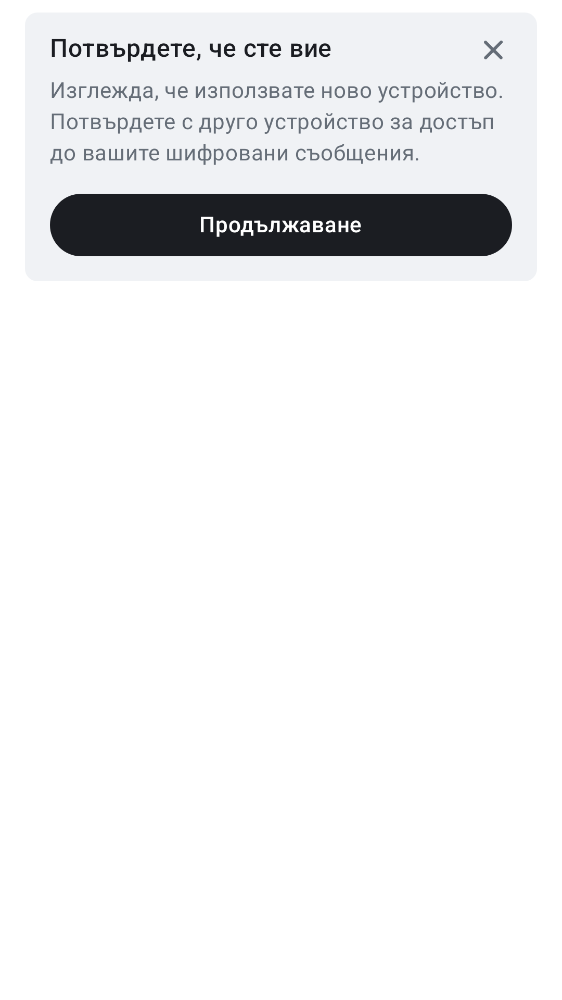 Потвърдете, че сте вие
Изглежда, че използвате ново устройство.
Потвърдете с друго устройство за достъп
до вашите шифровани съобщения.
Продължаване